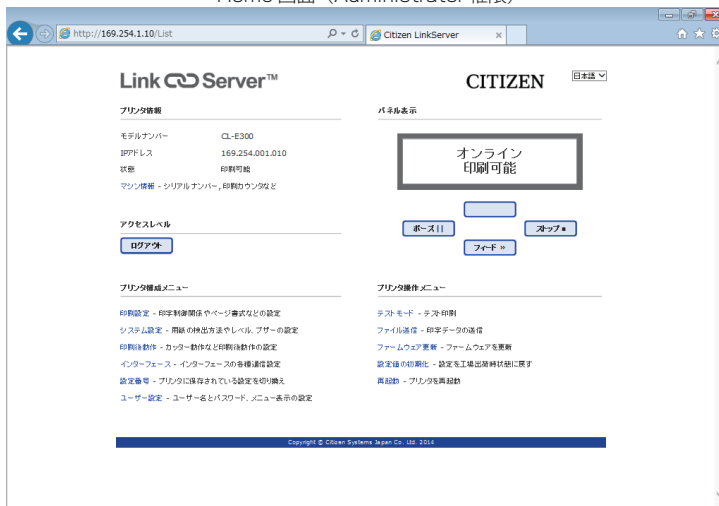 Home 画面（Administrator 権限）
http://169.254.1.10/List
Citizen LinkServer
Link Server™
CITIZEN
日本語
プリンタ情報
モデルナンバー CL-E300
IPアドレス 169.254.001.010
状態 印刷可能
マシン情報 - シリアルナンバー, 印刷カウンタなど
アクセスレベル
ログアウト
パネル表示
オンライン
印刷可能
ポーズ ||
ストップ ■
フィード »
プリンタ構成メニュー
印刷設定 - 印字制御関係やページ書式などの設定
システム設定 - 用紙の検出方法やレベル、ブザーの設定
印刷後動作 - カッター動作など印刷後動作の設定
インターフェース - インターフェースの各種通信設定
設定番号 - プリンタに保存されている設定を切り換え
ユーザー設定 - ユーザー名とパスワード、メニュー表示の設定
プリンタ操作メニュー
テストモード - テスト印刷
ファイル送信 - 印字データの送信
ファームウェア更新 - ファームウェアを更新
設定値の初期化 - 設定を工場出荷時状態に戻す
再起動 - プリンタを再起動
Copyright © Citizen Systems Japan Co. Ltd. 2014